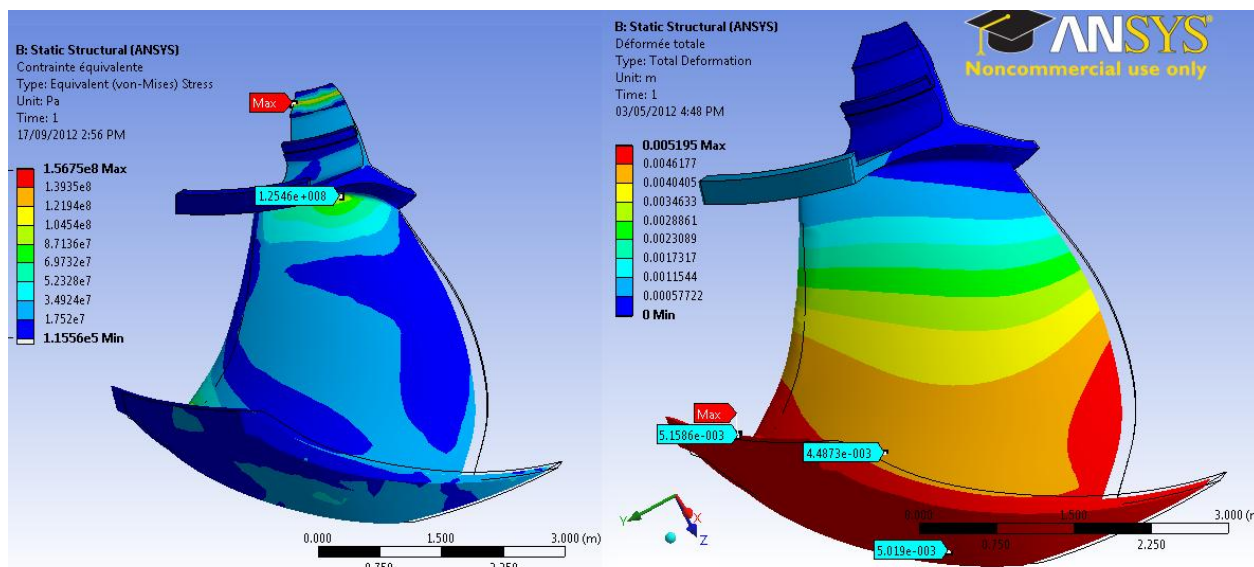 B: Static Structural (ANSYS)
Contrainte équivalente
Type: Equivalent (von-Mises) Stress
Unit: Pa
Time: 1
17/09/2012 2:56 PM
1.5675e8 Max
1.3935e8
1.2194e8
1.0454e8
8.7136e7
6.9732e7
5.2328e7
3.4924e7
1.752e7
1.1556e5 Min
Max
1.2546e+008
0.000
1.500
3.000 (m)
0.750
2.250
B: Static Structural (ANSYS)
Déformée totale
Type: Total Deformation
Unit: m
Time: 1
03/05/2012 4:48 PM
0.005195 Max
0.0046177
0.0040405
0.0034633
0.0028861
0.0023089
0.0017317
0.0011544
0.00057722
0 Min
ANSYS
Noncommercial use only
Max
5.1586e-003
4.4873e-003
5.019e-003
Y
X
Z
0.000
1.500
3.000 (m
0.750
2.250